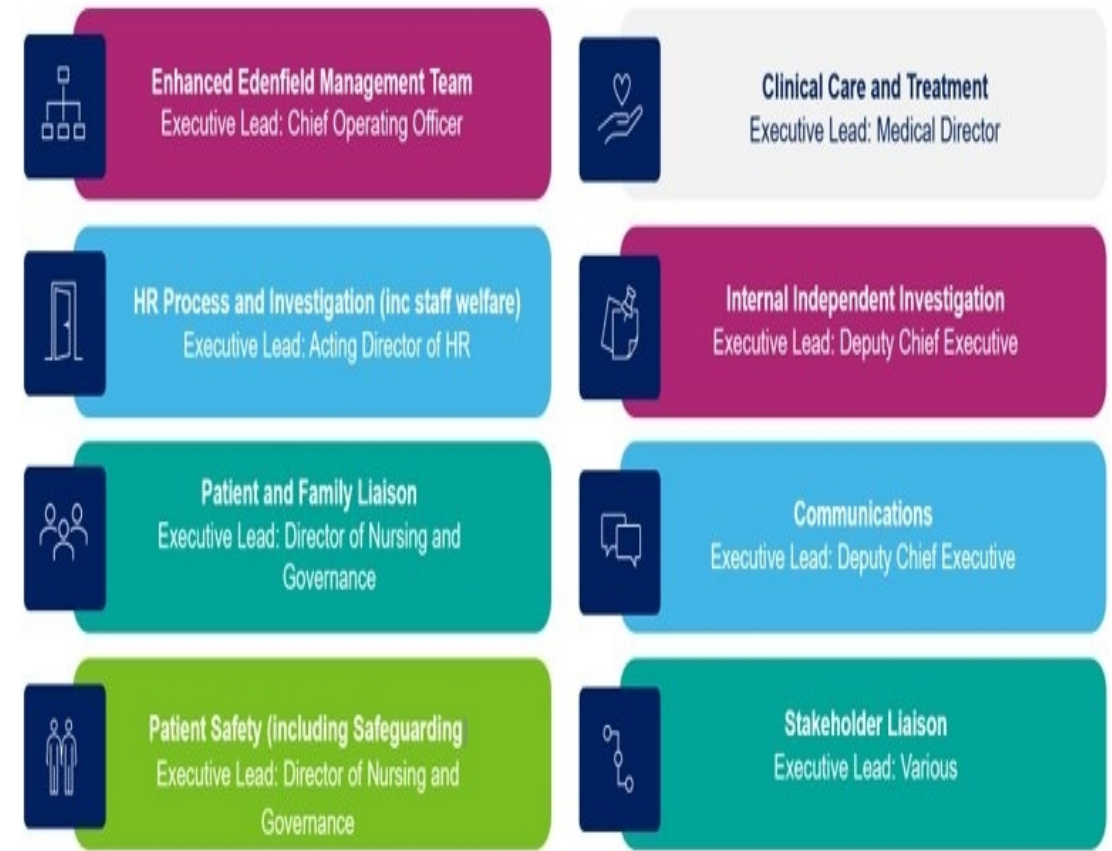 Enhanced Edenfield Management Team
Executive Lead: Chief Operating Officer
Clinical Care and Treatment
Executive Lead: Medical Director
HR Process and Investigation (inc staff welfare)
Executive Lead: Acting Director of HR
Internal Independent Investigation
Executive Lead: Deputy Chief Executive
Patient and Family Liaison
Executive Lead: Director of Nursing and
Governance
Communications
Executive Lead: Deputy Chief Executive
Patient Safety (including Safeguarding)
Executive Lead: Director of Nursing and
Governance
Stakeholder Liaison
Executive Lead: Various